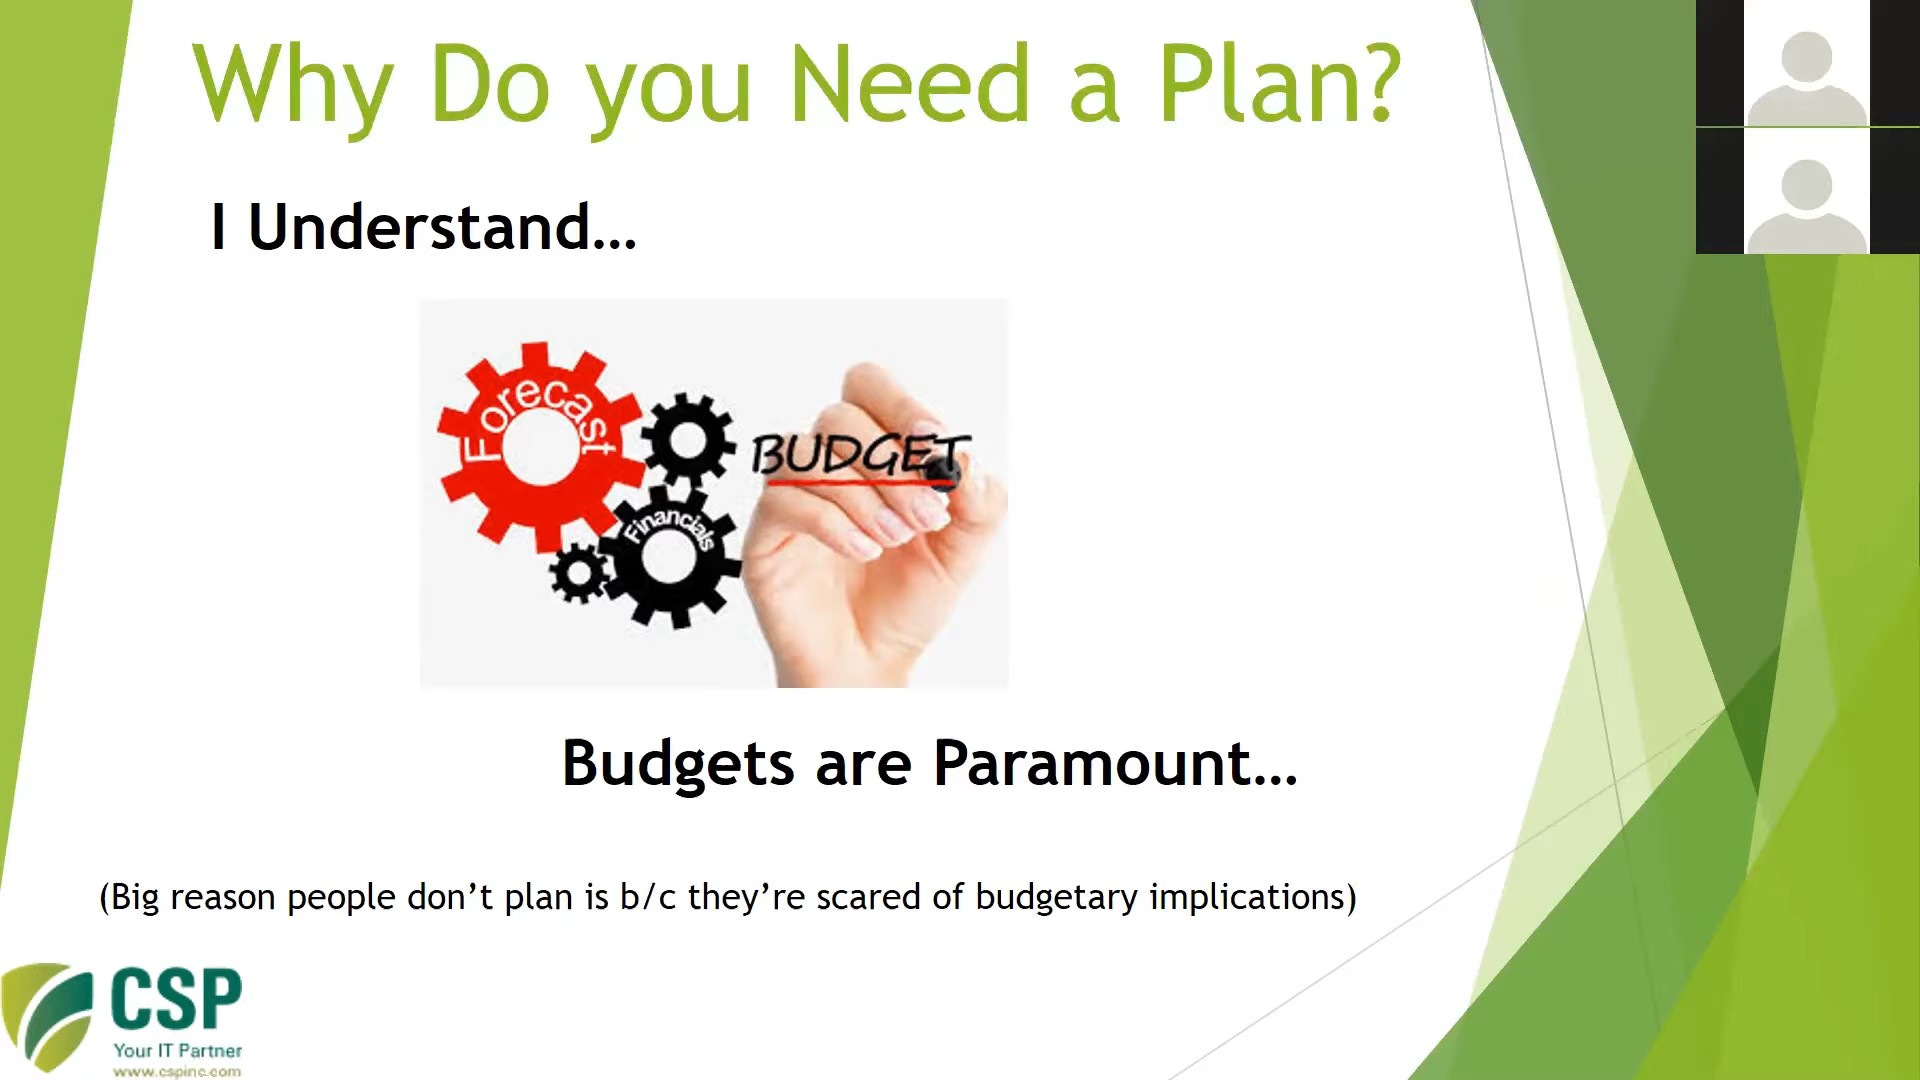 Why Do you Need a Plan?
I Understand...
Forecast
BUDGET
Financials
Budgets are Paramount...
(Big reason people don’t plan is b/c they’re scared of budgetary implications)
CSP
Your IT Partner
www.cspinc.com